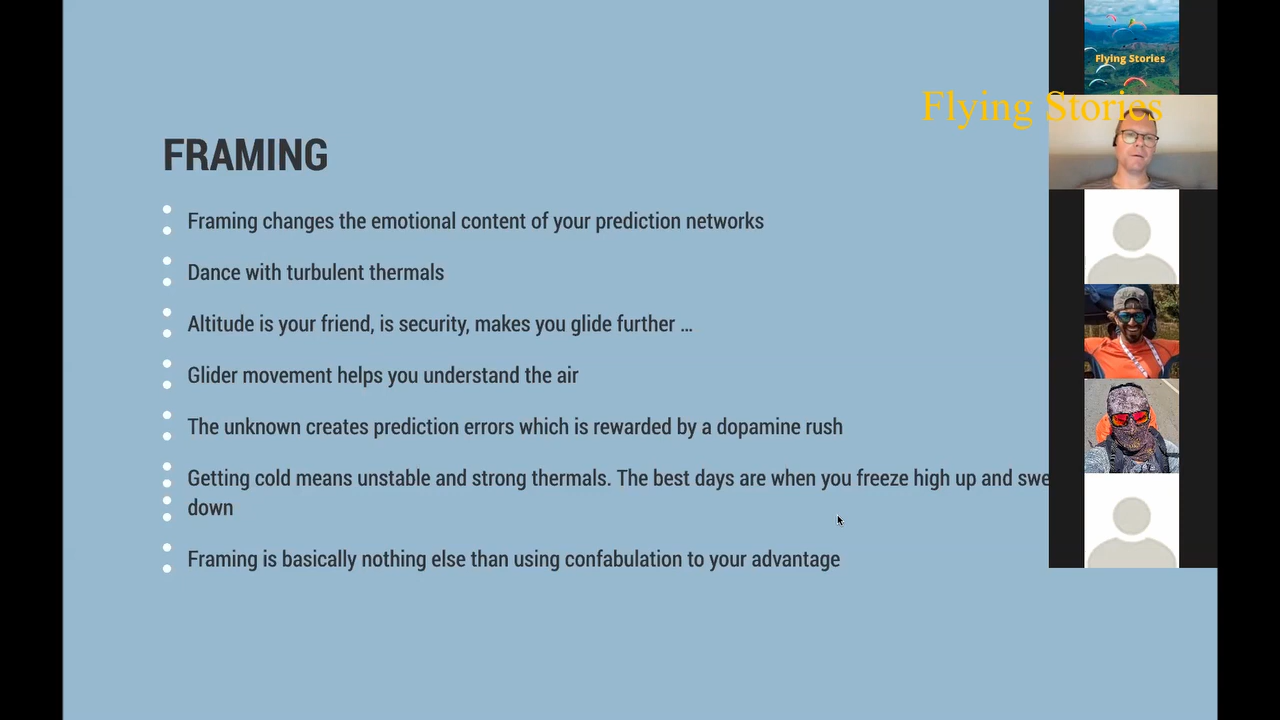 Flying Stories
Flying Stories
FRAMING
Framing changes the emotional content of your prediction networks
Dance with turbulent thermals
Altitude is your friend, is security, makes you glide further ...
Glider movement helps you understand the air
The unknown creates prediction errors which is rewarded by a dopamine rush
Getting cold means unstable and strong thermals. The best days are when you freeze high up and
down
Framing is basically nothing else than using confabulation to your advantage